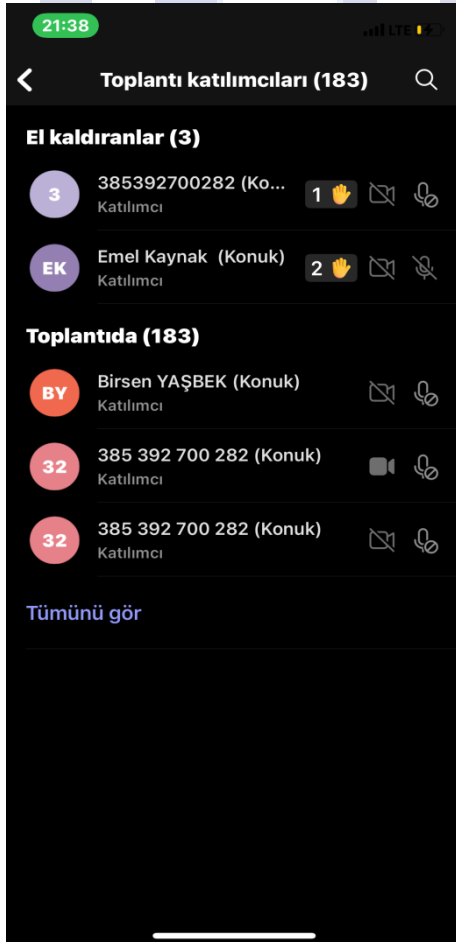 21:38
LTE
Toplantı katılımcıları (183)
El kaldıranlar (3)
3
385392700282 (Ko...
1
Katılımcı
EK
Emel Kaynak (Konuk)
2
Katılımcı
Toplantıda (183)
BY
Birsen YAŞBEK (Konuk)
Katılımcı
32
385 392 700 282 (Konuk)
Katılımcı
32
385 392 700 282 (Konuk)
Katılımcı
Tümünü gör